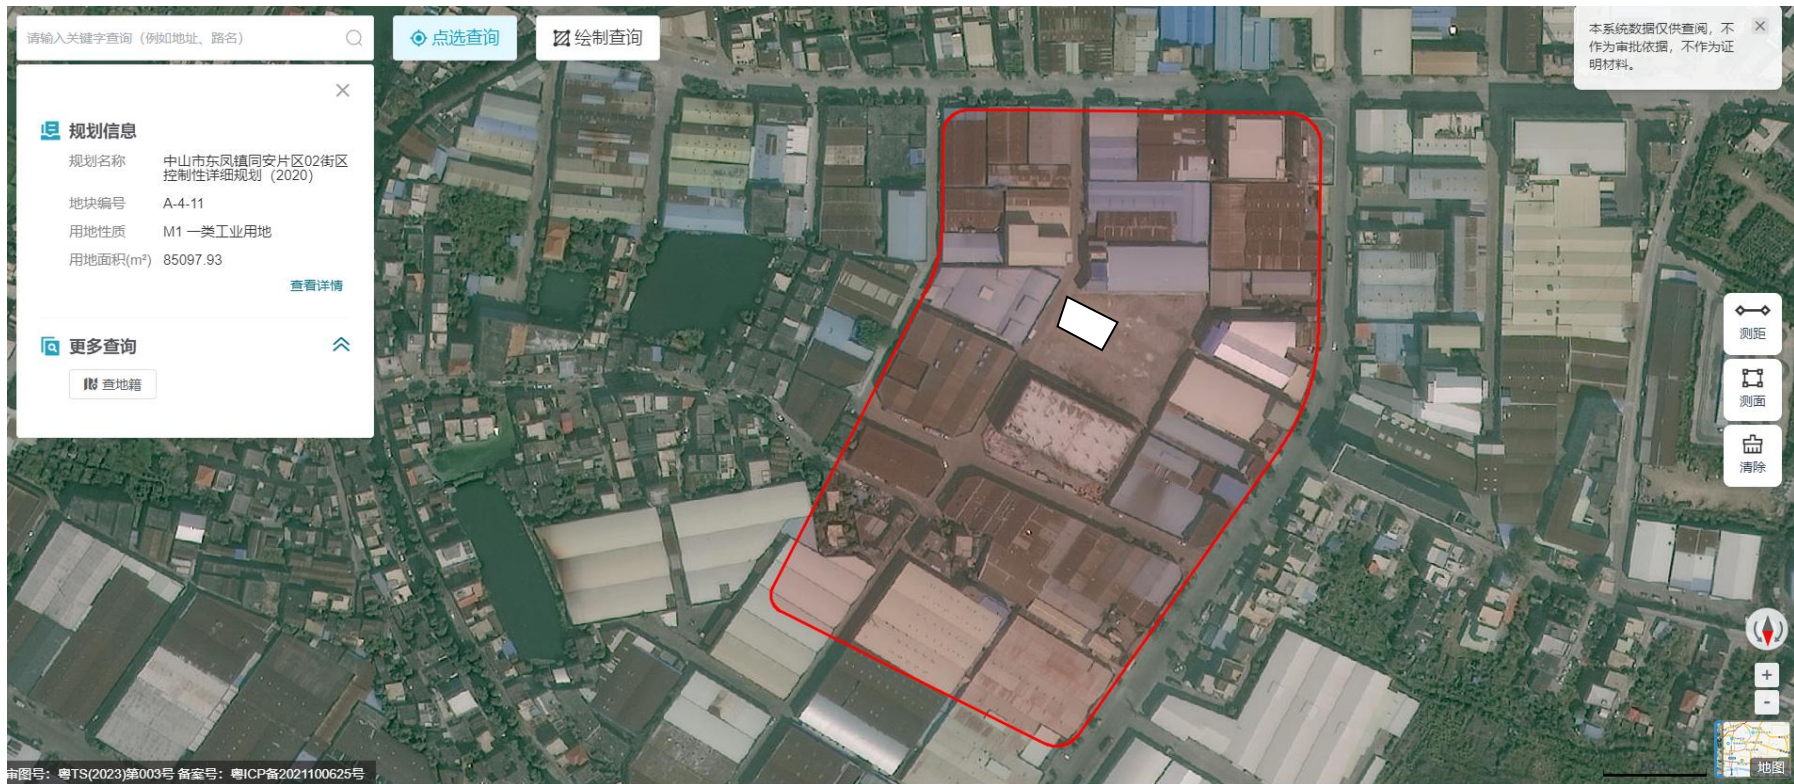 请输入关键字查询（例如地址、路名）
点选查询
绘制查询
本系统数据仅供查阅，不
作为审批依据，不作为证
明材料。
规划信息
规划名称 中山市东凤镇同安片区02街区
控制性详细规划（2020）
地块编号 A-4-11
用地性质 M1 一类工业用地
用地面积(m²) 85097.93
查看详情
更多查询
查地籍
测距
测面
清除
+
-
地图
审图号：粤TS(2023)第003号 备案号：粤ICP备2021100625号